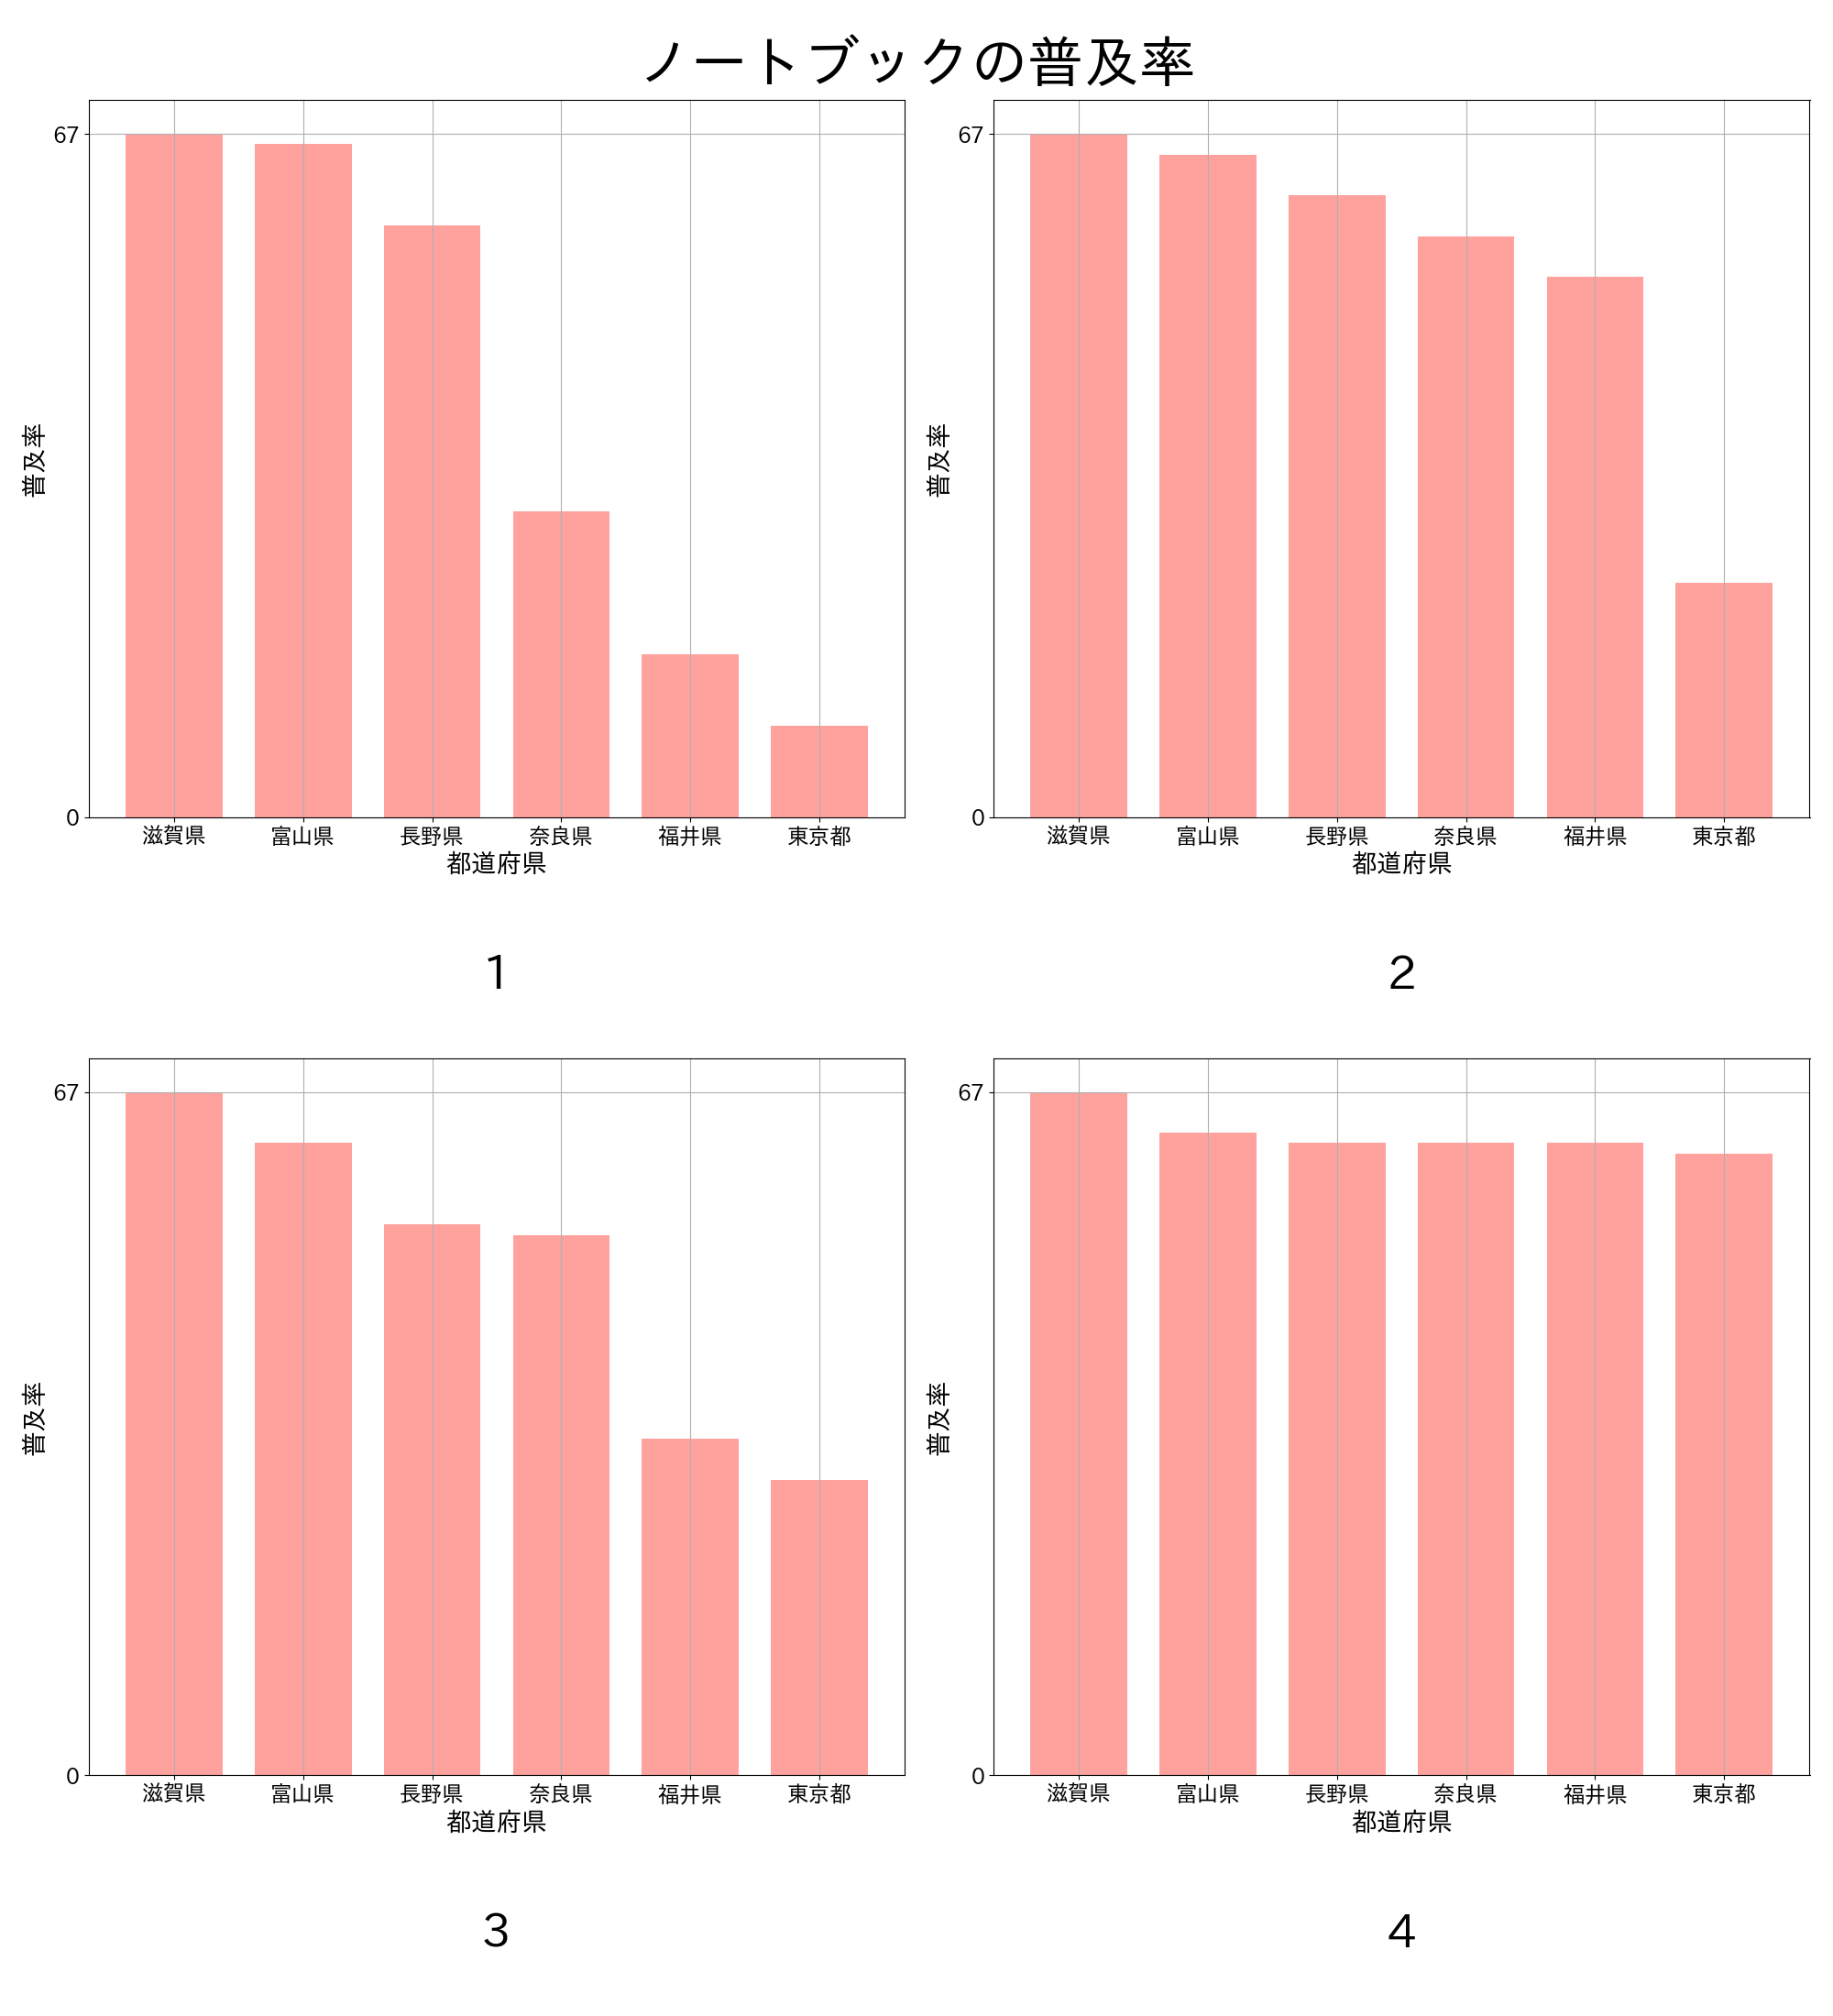 ノートブックの普及率
67
0
普及率
滋賀県 富山県 長野県 奈良県 福井県 東京都
都道府県
1
67
0
普及率
滋賀県 富山県 長野県 奈良県 福井県 東京都
都道府県
2
67
0
普及率
滋賀県 富山県 長野県 奈良県 福井県 東京都
都道府県
3
67
0
普及率
滋賀県 富山県 長野県 奈良県 福井県 東京都
都道府県
4